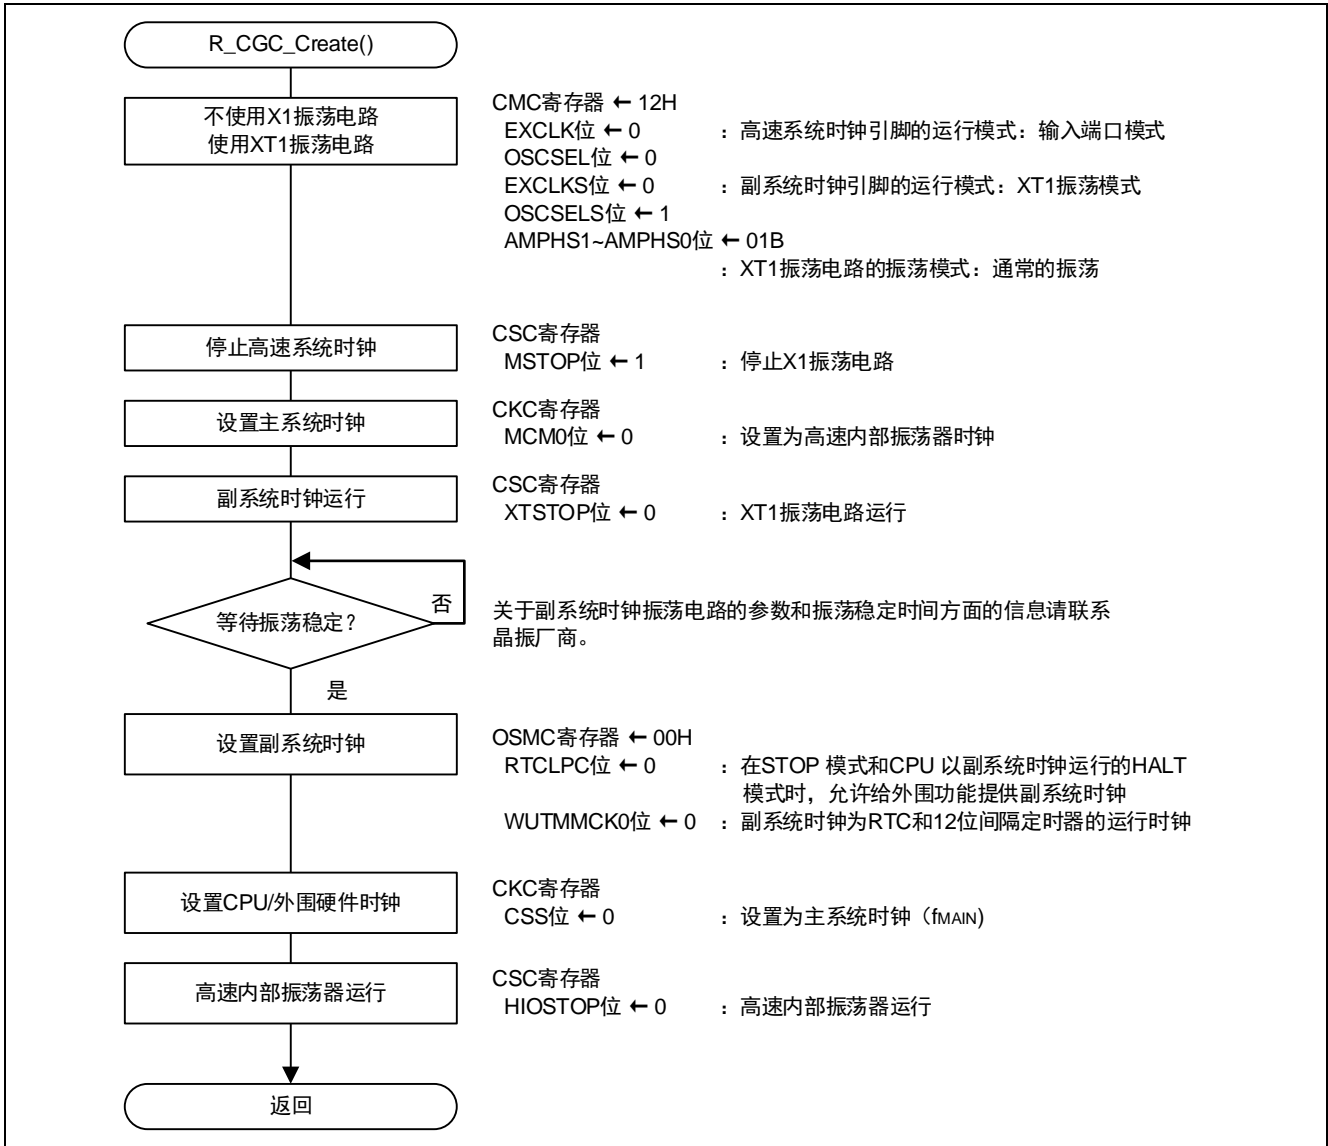 R_CGC_Create()
不使用X1振荡电路
使用XT1振荡电路
CMC寄存器 ← 12H
EXCLK位 ← 0 ：高速系统时钟引脚的运行模式：输入端口模式
OSCSEL位 ← 0
EXCLKS位 ← 0 ：副系统时钟引脚的运行模式：XT1振荡模式
OSCSELS位 ← 1
AMPHS1~AMPHS0位 ← 01B
：XT1振荡电路的振荡模式：通常的振荡
停止高速系统时钟
CSC寄存器
MSTOP位 ← 1 ：停止X1振荡电路
设置主系统时钟
CKC寄存器
MCM0位 ← 0 ：设置为高速内部振荡器时钟
副系统时钟运行
CSC寄存器
XTSTOP位 ← 0 ：XT1振荡电路运行
等待振荡稳定？
否
关于副系统时钟振荡电路的参数和振荡稳定时间方面的信息请联系
晶振厂商。
是
设置副系统时钟
OSMC寄存器 ← 00H
RTCLPC位 ← 0 ：在STOP 模式和CPU 以副系统时钟运行的HALT
模式时，允许给外围功能提供副系统时钟
WUTMMCK0位 ← 0 ：副系统时钟为RTC和12位间隔定时器的运行时钟
设置CPU/外围硬件时钟
CKC寄存器
CSS位 ← 0 ：设置为主系统时钟（fMAIN)
高速内部振荡器运行
CSC寄存器
HIOSTOP位 ← 0 ：高速内部振荡器运行
返回